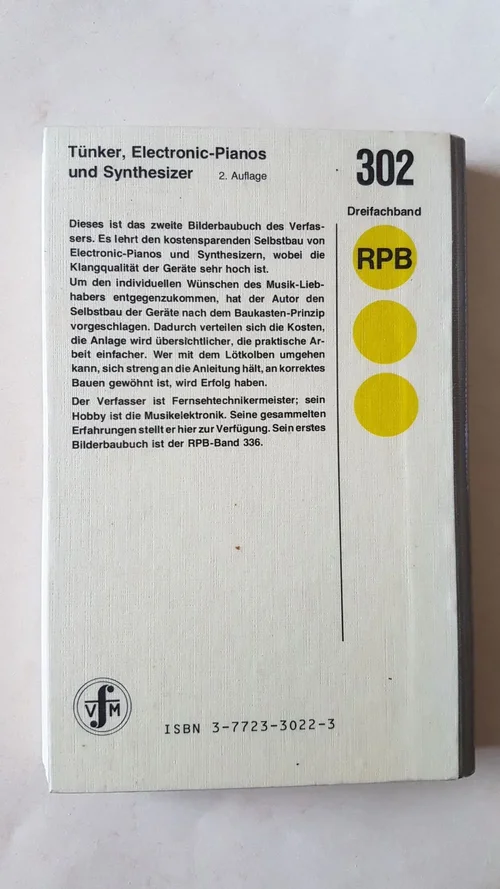 Tünker, Electronic-Pianos
und Synthesizer 2. Auflage
302
Dreifachband
RPB
Dieses ist das zweite Bilderbaubuch des Verfas-
sers. Es lehrt den kostensparenden Selbstbau von
Electronic-Pianos und Synthesizern, wobei die
Klangqualität der Geräte sehr hoch ist.
Um den individuellen Wünschen des Musik-Lieb-
habers entgegenzukommen, hat der Autor den
Selbstbau der Geräte nach dem Baukasten-Prinzip
vorgeschlagen. Dadurch verteilen sich die Kosten,
die Anlage wird übersichtlicher, die praktische Ar-
beit einfacher. Wer mit dem Lötkolben umgehen
kann, sich streng an die Anleitung hält, an korrektes
Bauen gewöhnt ist, wird Erfolg haben.
Der Verfasser ist Fernsehtechnikermeister; sein
Hobby ist die Musikelektronik. Seine gesammelten
Erfahrungen stellt er hier zur Verfügung. Sein erstes
Bilderbaubuch ist der RPB-Band 336.
VfM
ISBN 3-7723-3022-3